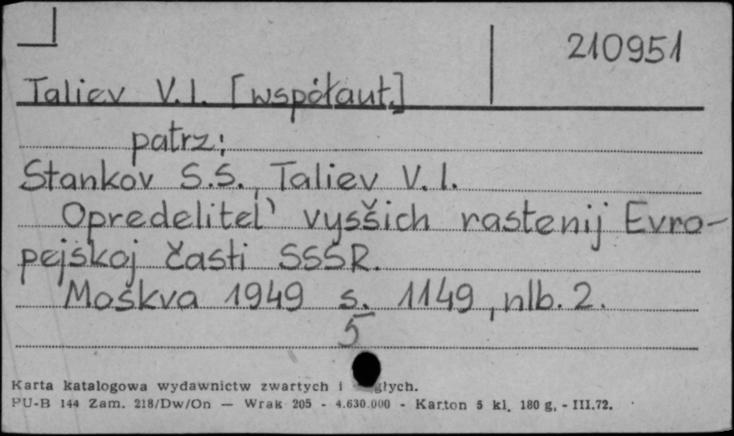 210951
Taliev V.I. [współaut.]
patrz:
Stankov S.S., Taliev V.I.
Opredelitel' vysšich rastenij Evro-
pejskoj časti SSSR.
Moskva 1949 s. 1149, nlb. 2.
5
Karta katalogowa wydawnictw zwartych i głych.
PU-B 144 Zam. 218/Dw/On — Wrak 205 - 4.630.000 - Karton 5 kl. 180 g. - III.72.